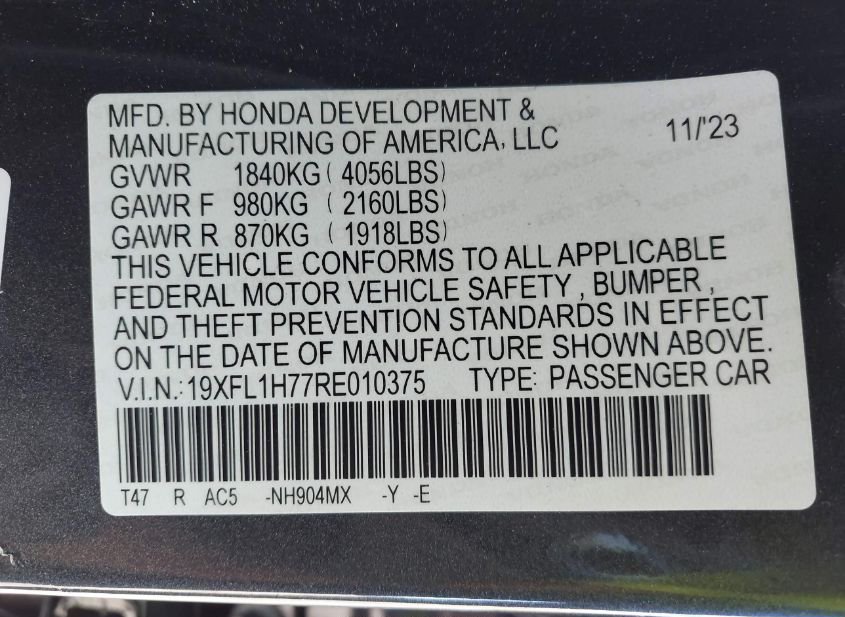 MFD. BY HONDA DEVELOPMENT &
MANUFACTURING OF AMERICA, LLC 11/'23
GVWR 1840KG ( 4056LBS)
GAWR F 980KG ( 2160LBS)
GAWR R 870KG ( 1918LBS)
THIS VEHICLE CONFORMS TO ALL APPLICABLE
FEDERAL MOTOR VEHICLE SAFETY , BUMPER ,
AND THEFT PREVENTION STANDARDS IN EFFECT
ON THE DATE OF MANUFACTURE SHOWN ABOVE.
V.I.N.: 19XFL1H77RE010375 TYPE: PASSENGER CAR
T47 R AC5 -NH904MX -Y -E